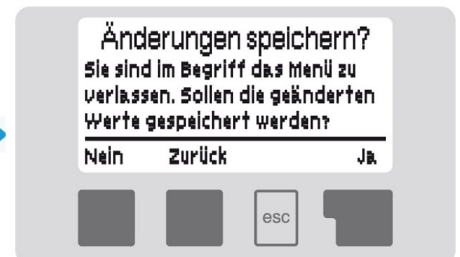 Änderungen speichern?
Sie sind im Begriff das Menü zu
verlassen. Sollen die geänderten
Werte gespeichert werden?
Nein Zurück Ja
esc